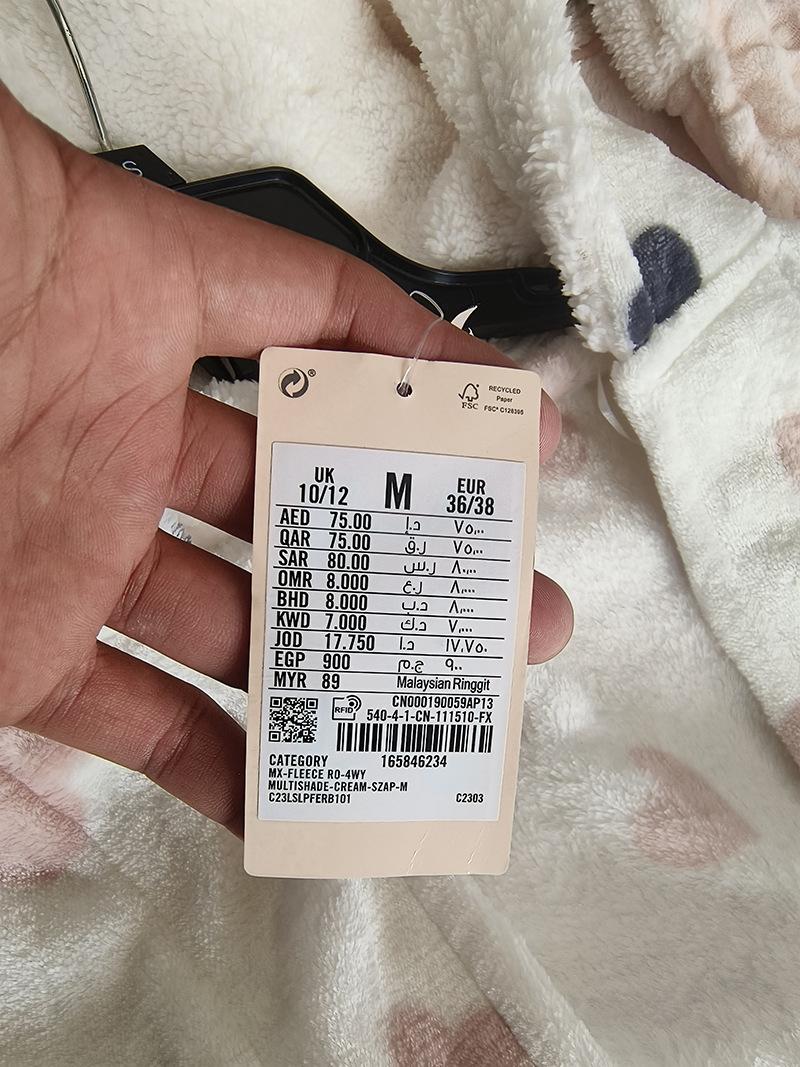 S
®
FSC
RECYCLED
Paper
FSC® C126395
UK
10/12
M
EUR
36/38
AED 75.00 د.ا ٧٥,٠٠
QAR 75.00 ر.ق ٧٥,٠٠
SAR 80.00 ر.س ٨٠,٠٠
OMR 8.000 ر.ع ٨,٠٠٠
BHD 8.000 د.ب ٨,٠٠٠
KWD 7.000 د.ك ٧,٠٠٠
JOD 17.750 د.ا ١٧,٧٥٠
EGP 900 ج.م ٩٠٠
MYR 89 Malaysian Ringgit
RFID
CN000190059AP13
540-4-1-CN-111510-FX
165846234
CATEGORY
MX-FLEECE RO-4WY
MULTISHADE-CREAM-SZAP-M
C23LSLPFERB101 C2303